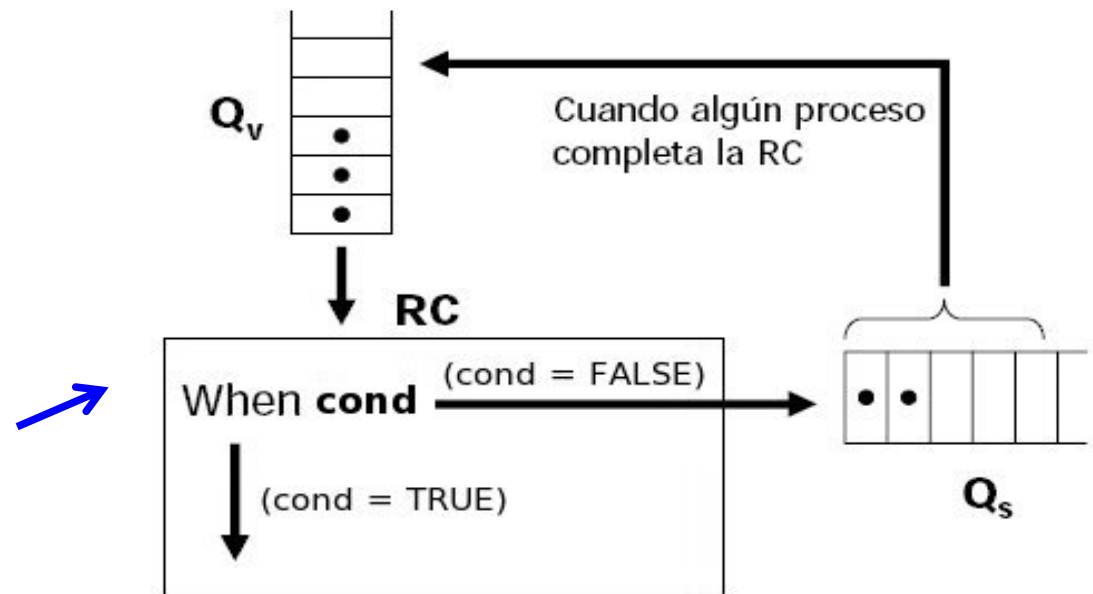 Qv
Cuando algún proceso
completa la RC
RC
When cond
(cond = FALSE)
(cond = TRUE)
Qs